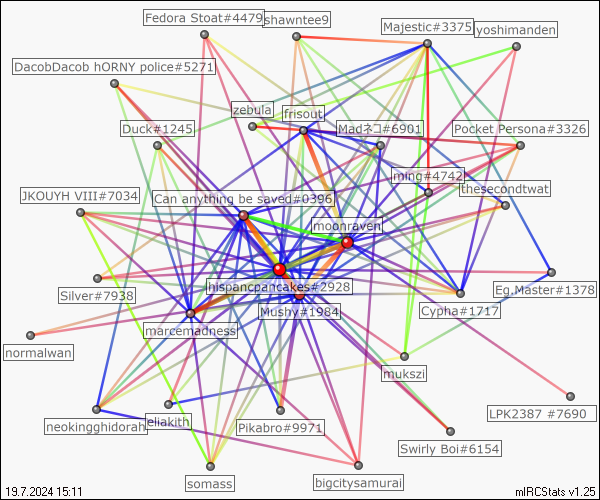 Fedora Stoat#4479
shawntee9
Majestic#3375
yoshimanden
DacobDacob hORNY police#5271
zebula
frisout
Duck#1245
Madネコ#6901
Pocket Persona#3326
ming#4742
thesecondtwat
JKOUYH VIII#7034
Can anything be saved#0396
moonraven
hispancpancakes#2928
Eg.Master#1378
Silver#7938
Mushy#1984
Cypha#1717
marcemadness
normalwan
mukszi
LPK2387 #7690
neokingghidorah
eliakith
Pikabro#9971
Swirly Boi#6154
somass
bigcitysamurai
19.7.2024 15:11
mIRCStats v1.25